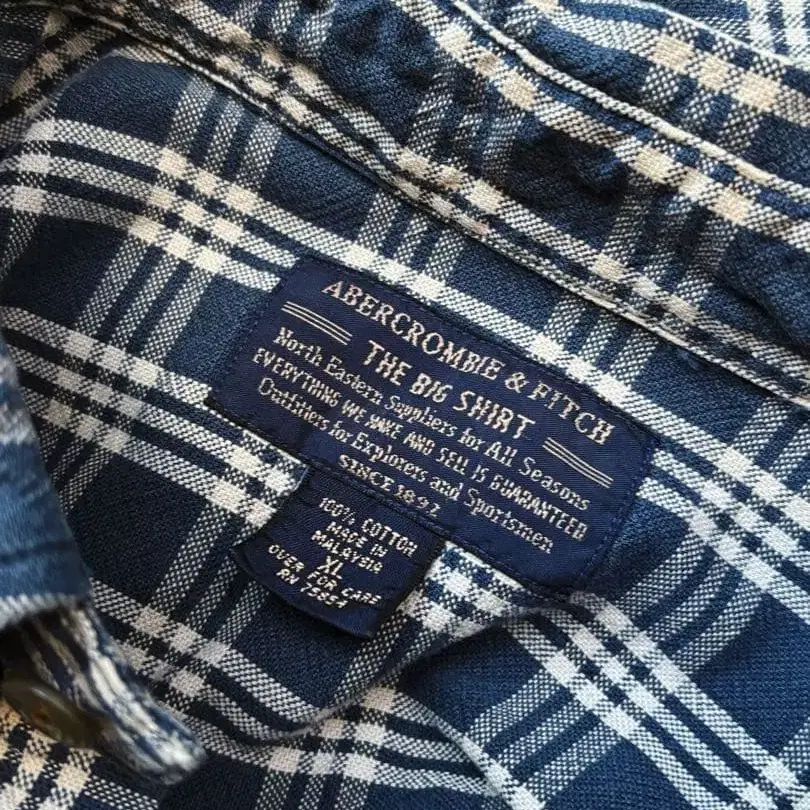 ABERCROMBIE & FITCH
THE BIG SHIRT
North Eastern Suppliers for All Seasons
EVERYTHING WE MAKE AND SELL IS GUARANTEED
Outfitters for Explorers and Sportsmen
SINCE 1892
100% COTTON
MADE IN
MALAYSIA
XL
OVER FOR CARE
RN 75654